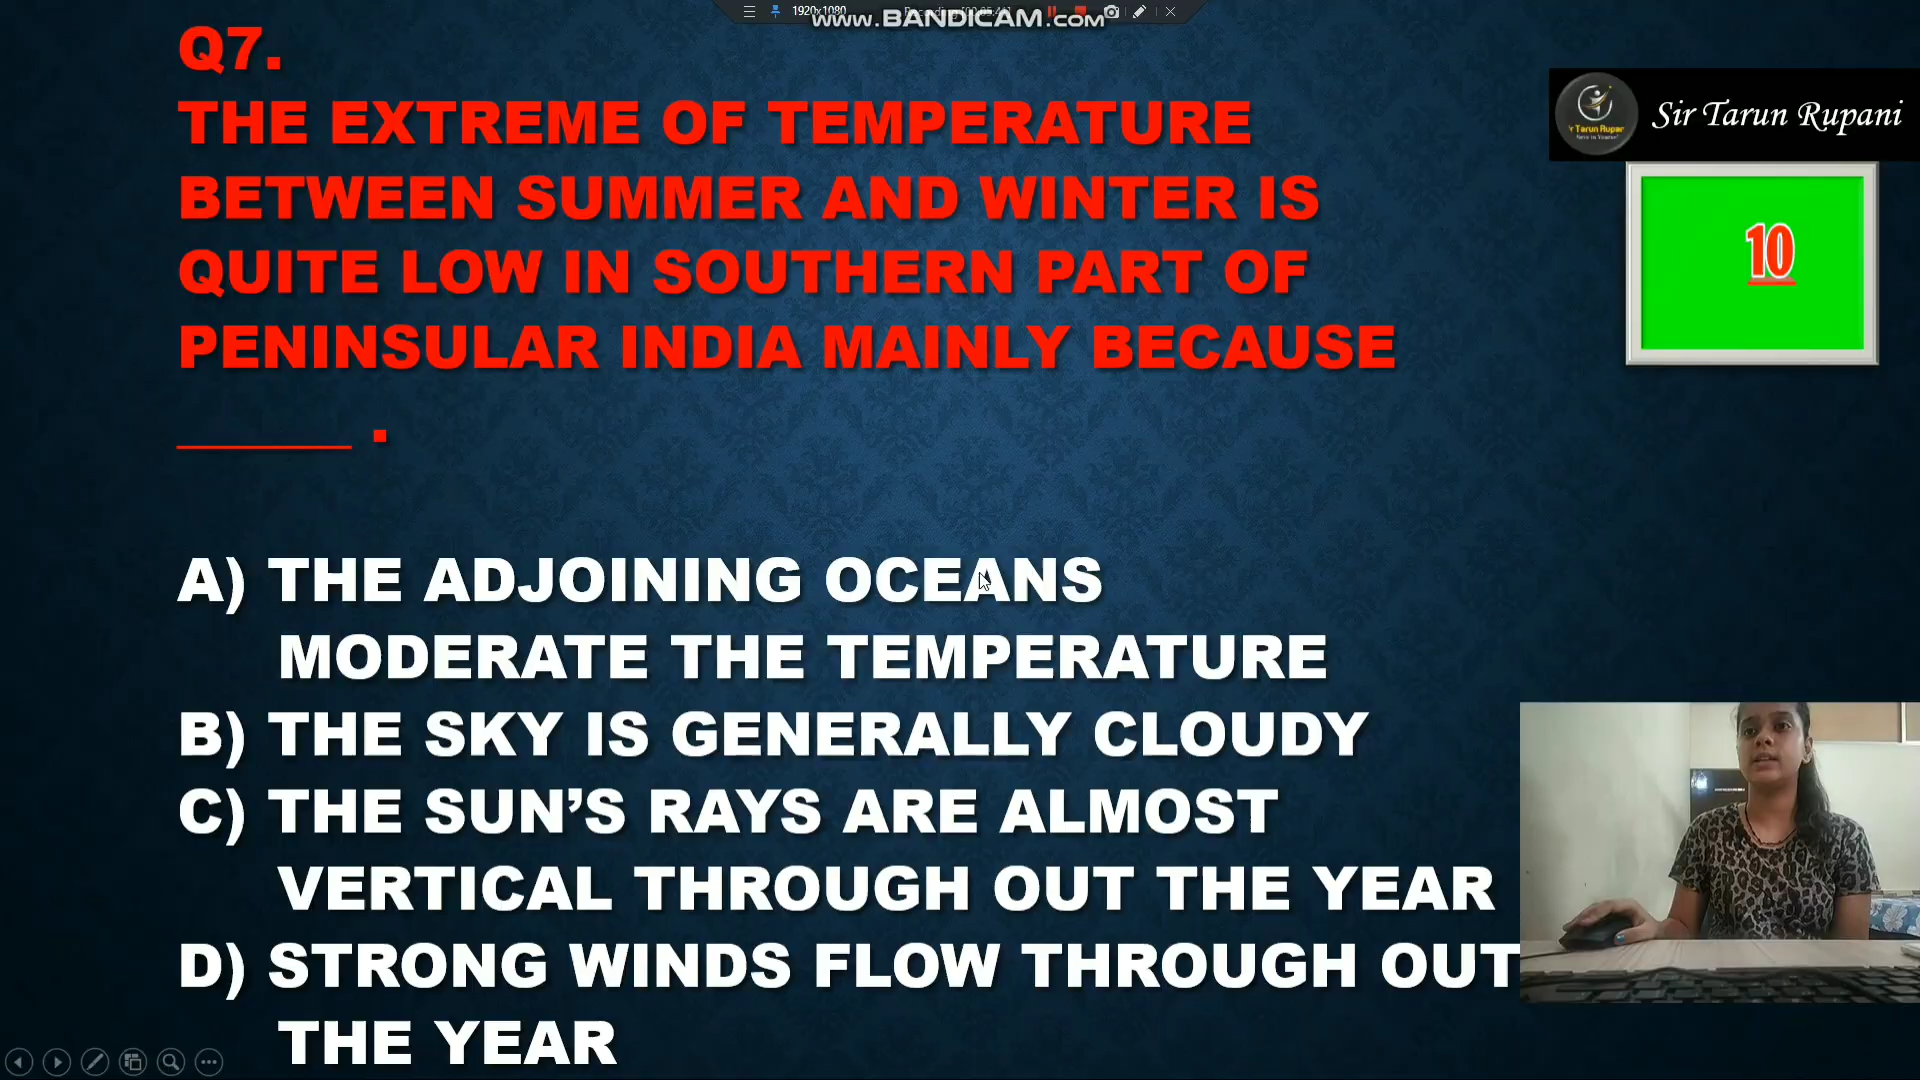 1920x1080
www.BANDICAM.com
Q7.
THE EXTREME OF TEMPERATURE
BETWEEN SUMMER AND WINTER IS
QUITE LOW IN SOUTHERN PART OF
PENINSULAR INDIA MAINLY BECAUSE
______ .
Sir Tarun Rupani
10
A) THE ADJOINING OCEANS
MODERATE THE TEMPERATURE
B) THE SKY IS GENERALLY CLOUDY
C) THE SUN’S RAYS ARE ALMOST
VERTICAL THROUGH OUT THE YEAR
D) STRONG WINDS FLOW THROUGH OUT
THE YEAR